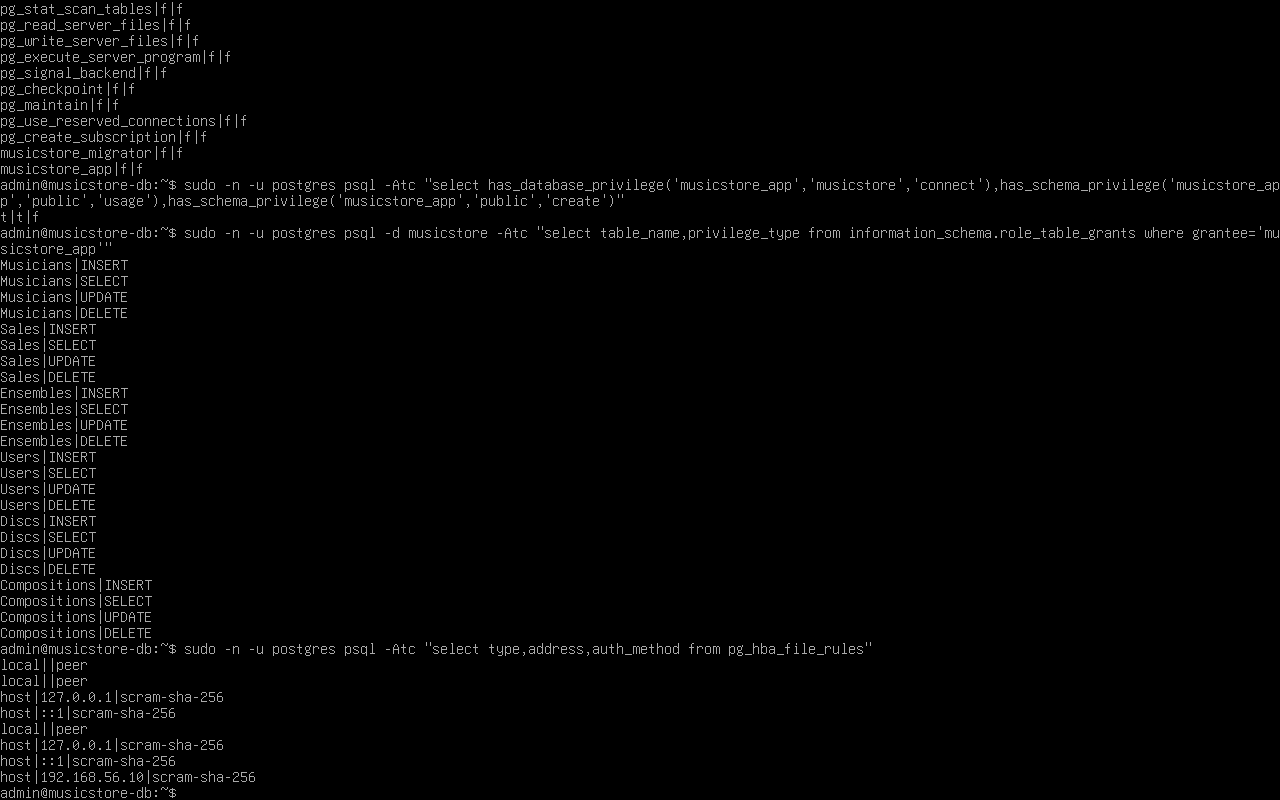 pg_stat_scan_tables|f|f
pg_read_server_files|f|f
pg_write_server_files|f|f
pg_execute_server_program|f|f
pg_signal_backend|f|f
pg_checkpoint|f|f
pg_maintain|f|f
pg_use_reserved_connections|f|f
pg_create_subscription|f|f
musicstore_migrator|f|f
musicstore_app|f|f
admin@musicstore-db:~$ sudo -n -u postgres psql -Atc "select has_database_privilege('musicstore_app','musicstore','connect'),has_schema_privilege('musicstore_ap
p','public','usage'),has_schema_privilege('musicstore_app','public','create')"
t|t|f
admin@musicstore-db:~$ sudo -n -u postgres psql -d musicstore -Atc "select table_name,privilege_type from information_schema.role_table_grants where grantee='mu
sicstore_app'"
Musicians|INSERT
Musicians|SELECT
Musicians|UPDATE
Musicians|DELETE
Sales|INSERT
Sales|SELECT
Sales|UPDATE
Sales|DELETE
Ensembles|INSERT
Ensembles|SELECT
Ensembles|UPDATE
Ensembles|DELETE
Users|INSERT
Users|SELECT
Users|UPDATE
Users|DELETE
Discs|INSERT
Discs|SELECT
Discs|UPDATE
Discs|DELETE
Compositions|INSERT
Compositions|SELECT
Compositions|UPDATE
Compositions|DELETE
admin@musicstore-db:~$ sudo -n -u postgres psql -Atc "select type,address,auth_method from pg_hba_file_rules"
local||peer
local||peer
host|127.0.0.1|scram-sha-256
host|::1|scram-sha-256
local||peer
host|127.0.0.1|scram-sha-256
host|::1|scram-sha-256
host|192.168.56.10|scram-sha-256
admin@musicstore-db:~$